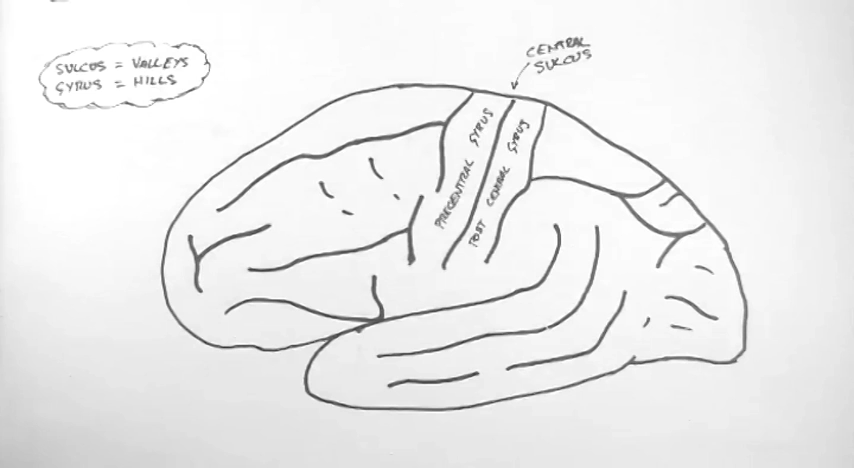 SULCUS = VALLEYS
GYRUS = HILLS
CENTRAL
SULCUS
PRECENTRAL GYRUS
POST CENTRAL GYRUS